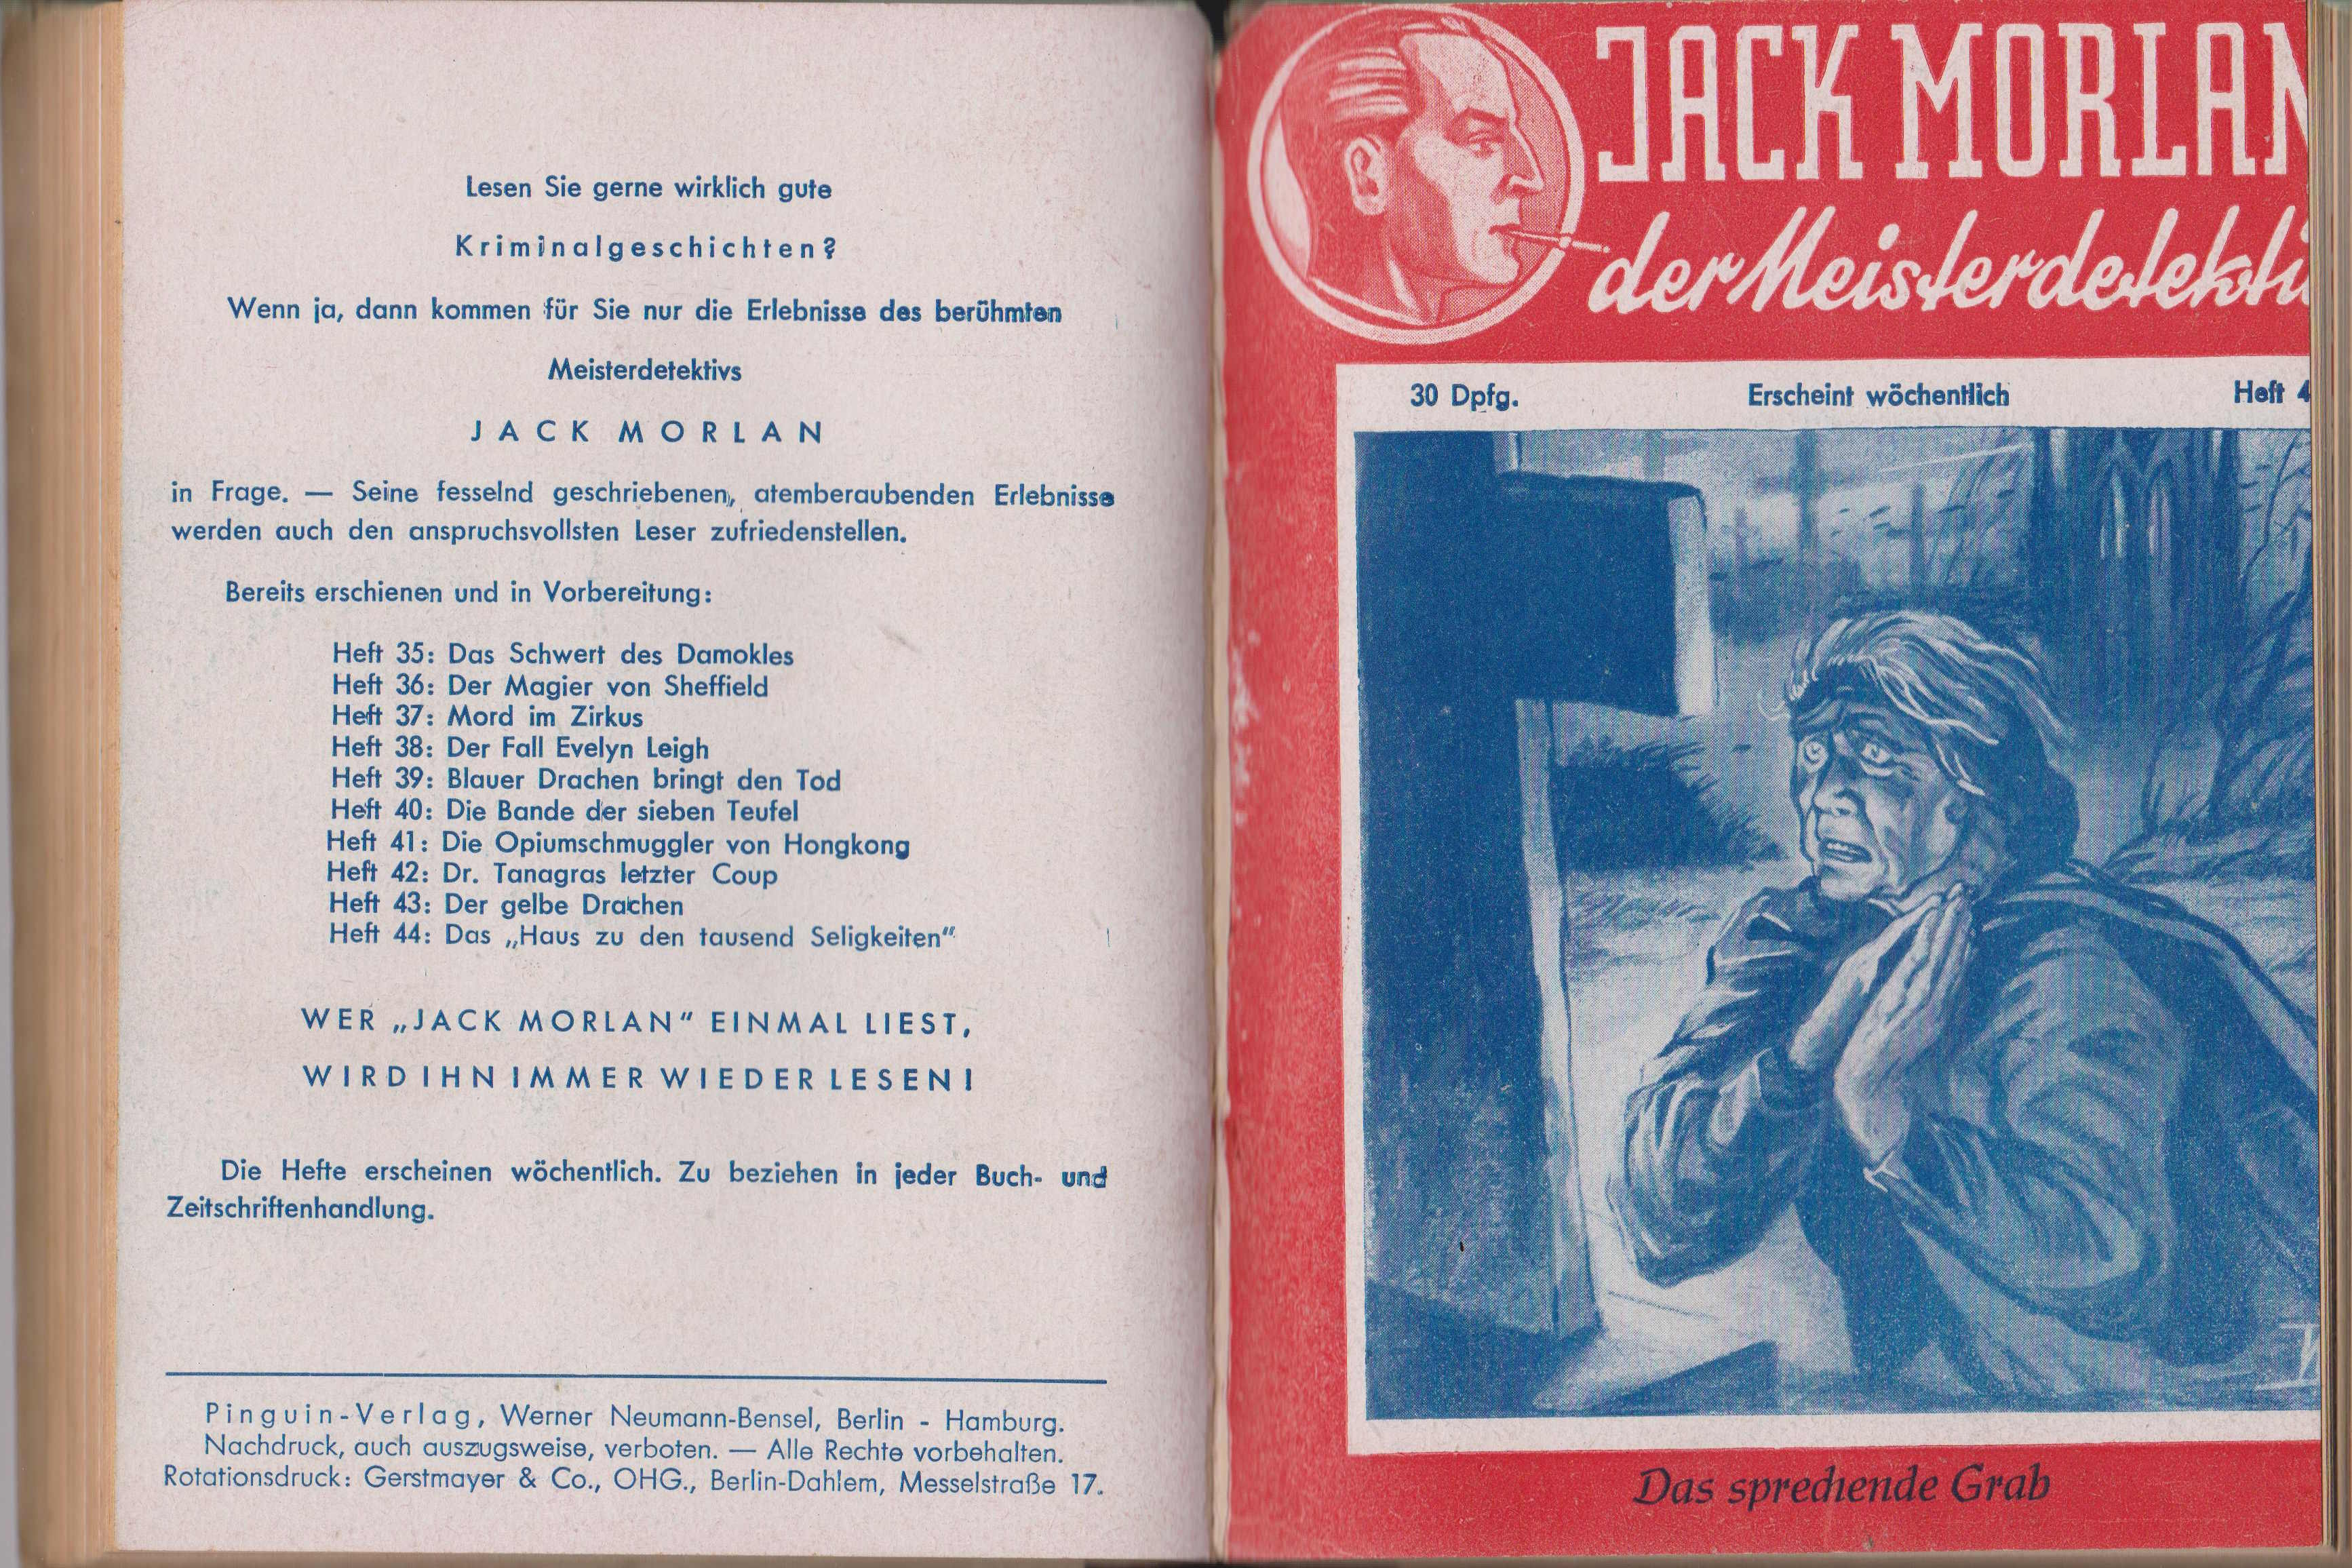 Lesen Sie gerne wirklich gute
Kriminalgeschichten?
Wenn ja, dann kommen für Sie nur die Erlebnisse des berühmten
Meisterdetektivs
JACK MORLAN
in Frage. — Seine fesselnd geschriebenen, atemberaubenden Erlebnisse
werden auch den anspruchsvollsten Leser zufriedenstellen.
Bereits erschienen und in Vorbereitung:
Heft 35: Das Schwert des Damokles
Heft 36: Der Magier von Sheffield
Heft 37: Mord im Zirkus
Heft 38: Der Fall Evelyn Leigh
Heft 39: Blauer Drachen bringt den Tod
Heft 40: Die Bande der sieben Teufel
Heft 41: Die Opiumschmuggler von Hongkong
Heft 42: Dr. Tanagras letzter Coup
Heft 43: Der gelbe Drachen
Heft 44: Das „Haus zu den tausend Seligkeiten“
WER „JACK MORLAN“ EINMAL LIEST,
WIRD IHN IMMER WIEDER LESEN!
Die Hefte erscheinen wöchentlich. Zu beziehen in jeder Buch- und
Zeitschriftenhandlung.
Pinguin-Verlag, Werner Neumann-Bensel, Berlin - Hamburg.
Nachdruck, auch auszugsweise, verboten. — Alle Rechte vorbehalten.
Rotationsdruck: Gerstmayer & Co., OHG., Berlin-Dahlem, Messelstraße 17.
JACK MORLAN
der Meisterdetekti
30 Dpfg. Erscheint wöchentlich Heft 4
Das sprechende Grab